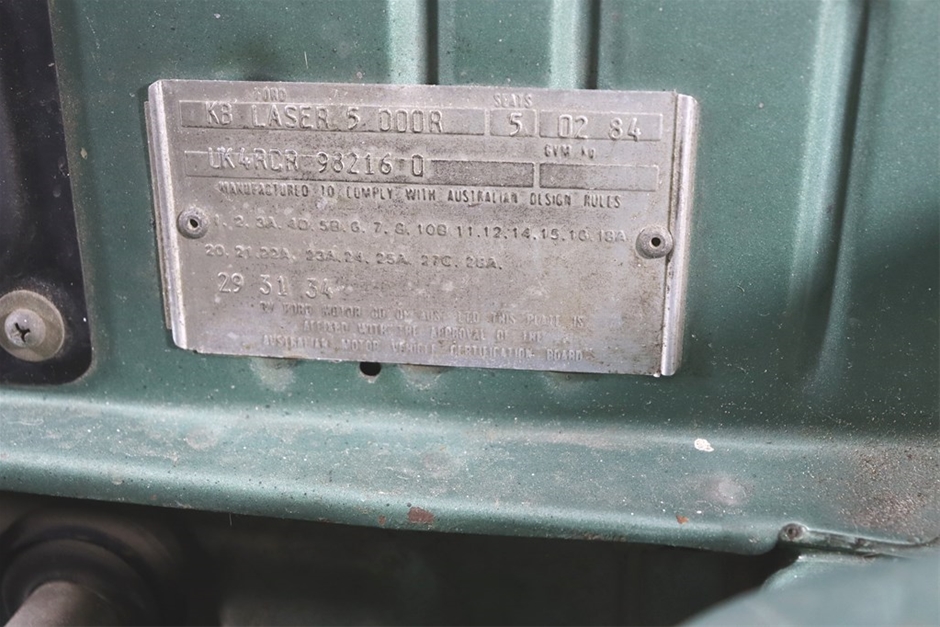 FORD SEATS
KB LASER 5 DOOR 5 02 84
GVM KG
UK4RCR 98216 0
MANUFACTURED TO COMPLY WITH AUSTRALIAN DESIGN RULES
1, 2, 3A, 4D, 5B, 6, 7, 8, 10B 11, 12, 14, 15, 16, 18A
20, 21, 22A, 23A, 24, 25A, 27C, 28A,
29 31 34
BY FORD MOTOR CO OF AUST LTD THIS PLATE IS
AFFIXED WITH THE APPROVAL OF THE
AUSTRALIAN MOTOR VEHICLE CERTIFICATION BOARD